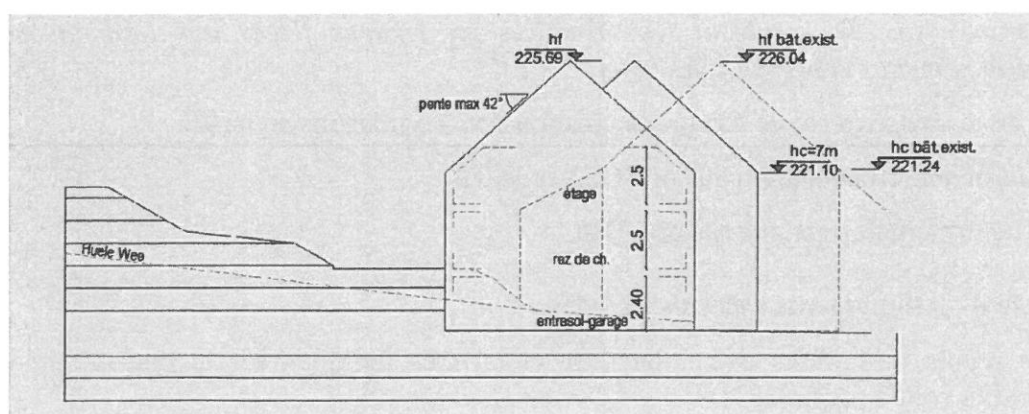 hf
225.69
hf bât.exist.
226.04
pente max 42°
hc=7m
221.10
hc bât.exist.
221.24
2.5
étage
2.5
Huele Wee
rez de ch.
2.40
entresol-garage